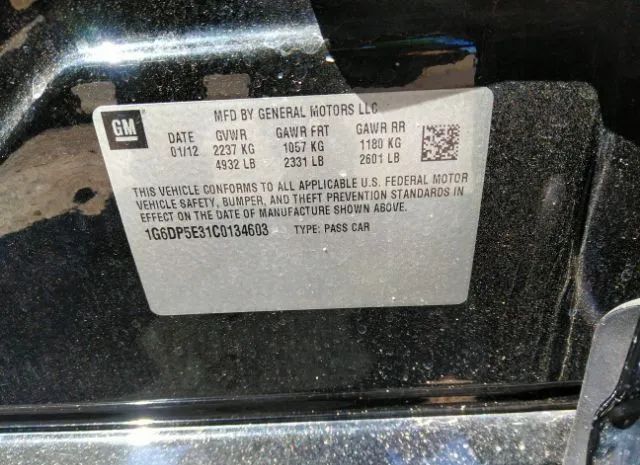 MFD BY GENERAL MOTORS LLC
GM
DATE GVWR GAWR FRT GAWR RR
01/12 2237 KG 1057 KG 1180 KG
4932 LB 2331 LB 2601 LB
THIS VEHICLE CONFORMS TO ALL APPLICABLE U.S. FEDERAL MOTOR
VEHICLE SAFETY, BUMPER, AND THEFT PREVENTION STANDARDS IN
EFFECT ON THE DATE OF MANUFACTURE SHOWN ABOVE.
1G6DP5E31C0134603 TYPE: PASS CAR